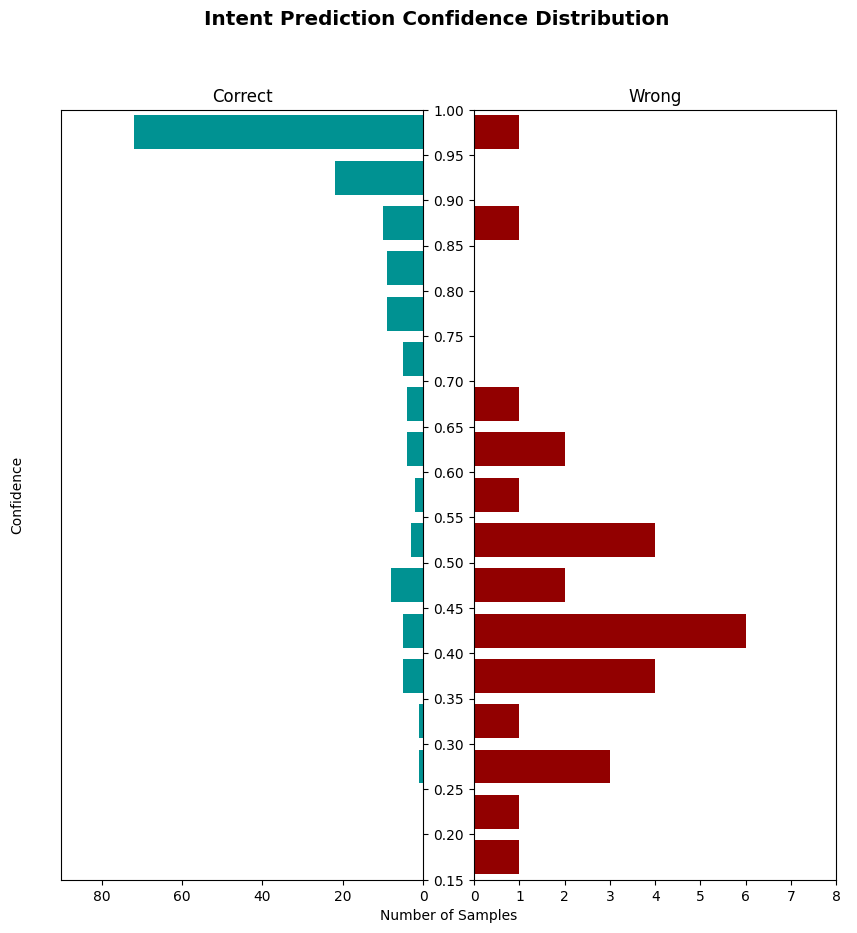 Intent Prediction Confidence Distribution
Correct
Wrong
Confidence
1.00
0.95
0.90
0.85
0.80
0.75
0.70
0.65
0.60
0.55
0.50
0.45
0.40
0.35
0.30
0.25
0.20
0.15
80 60 40 20 0
0 1 2 3 4 5 6 7 8
Number of Samples